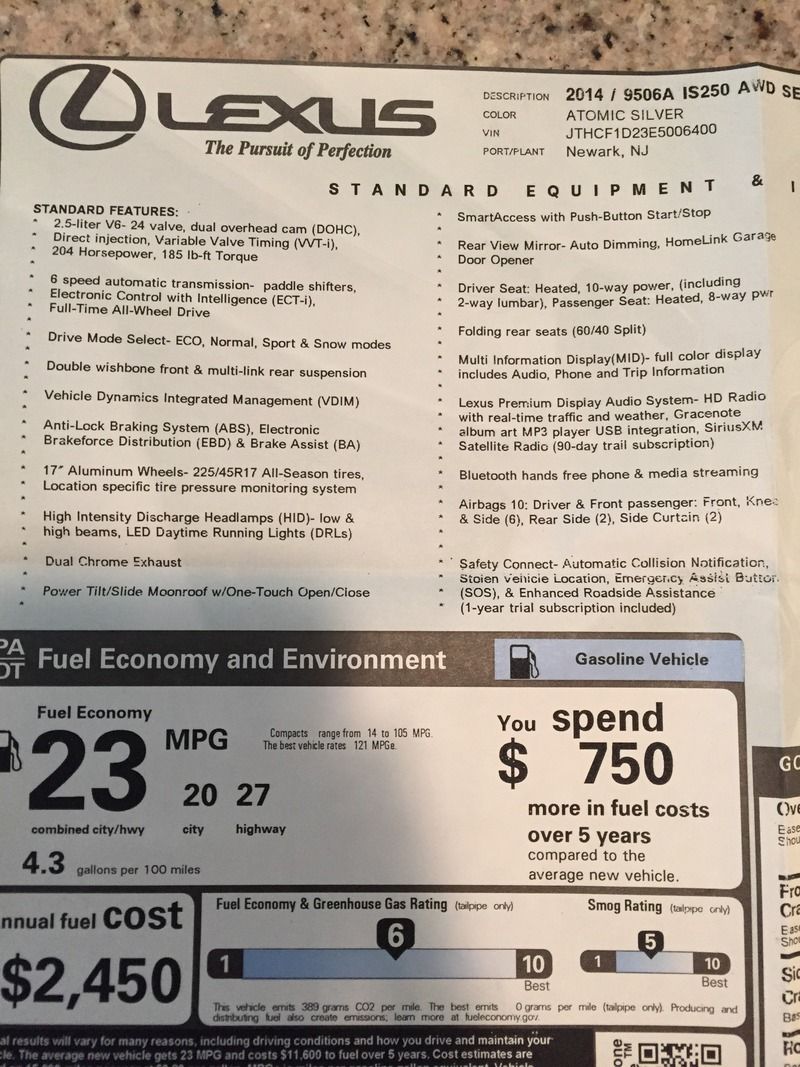 LEXUS
The Pursuit of Perfection
DESCRIPTION 2014 / 9506A IS250 AWD SE
COLOR ATOMIC SILVER
VIN JTHCF1D23E5006400
PORT/PLANT Newark, NJ
STANDARD EQUIPMENT & I
STANDARD FEATURES:
* 2.5-liter V6- 24 valve, dual overhead cam (DOHC),
* Direct injection, Variable Valve Timing (VVT-i),
* 204 Horsepower, 185 lb-ft Torque
* 6 speed automatic transmission- paddle shifters,
* Electronic Control with Intelligence (ECT-i),
* Full-Time All-Wheel Drive
* Drive Mode Select- ECO, Normal, Sport & Snow modes
* Double wishbone front & multi-link rear suspension
* Vehicle Dynamics Integrated Management (VDIM)
* Anti-Lock Braking System (ABS), Electronic
* Brakeforce Distribution (EBD) & Brake Assist (BA)
* 17" Aluminum Wheels- 225/45R17 All-Season tires,
* Location specific tire pressure monitoring system
* High Intensity Discharge Headlamps (HID)- low &
* high beams, LED Daytime Running Lights (DRLs)
* Dual Chrome Exhaust
* Power Tilt/Slide Moonroof w/One-Touch Open/Close
* SmartAccess with Push-Button Start/Stop
* Rear View Mirror- Auto Dimming, HomeLink Garage
* Door Opener
* Driver Seat: Heated, 10-way power, (including
* 2-way lumbar), Passenger Seat: Heated, 8-way pwr
* Folding rear seats (60/40 Split)
* Multi Information Display(MID)- full color display
* includes Audio, Phone and Trip Information
* Lexus Premium Display Audio System- HD Radio
* with real-time traffic and weather, Gracenote
* album art MP3 player USB integration, SiriusXM
* Satellite Radio (90-day trail subscription)
* Bluetooth hands free phone & media streaming
* Airbags 10: Driver & Front passenger: Front, Knee
* & Side (6), Rear Side (2), Side Curtain (2)
* Safety Connect- Automatic Collision Notification,
* Stolen Vehicle Location, Emergency Assist Button
* (SOS), & Enhanced Roadside Assistance
* (1-year trial subscription included)
PA
DT
Fuel Economy and Environment
Gasoline Vehicle
Fuel Economy
23 MPG
combined city/hwy
20 city
27 highway
4.3 gallons per 100 miles
Compacts range from 14 to 105 MPG.
The best vehicle rates 121 MPGe.
You spend
$ 750
more in fuel costs
over 5 years
compared to the
average new vehicle.
nnual fuel cost
$2,450
Fuel Economy & Greenhouse Gas Rating (tailpipe only)
1 6 10
Best
Smog Rating (tailpipe only)
1 5 10
Best
This vehicle emits 389 grams CO2 per mile. The best emits 0 grams per mile (tailpipe only). Producing and
distributing fuel also create emissions; learn more at fueleconomy.gov.
al results will vary for many reasons, including driving conditions and how you drive and maintain your
cle. The average new vehicle gets 23 MPG and costs $11,600 to fuel over 5 years. Cost estimates are
GO
Ove
Ease
Shou
Fro
Cra
Eas
Sho
Sid
Cra
Bas
Ro
one
TM